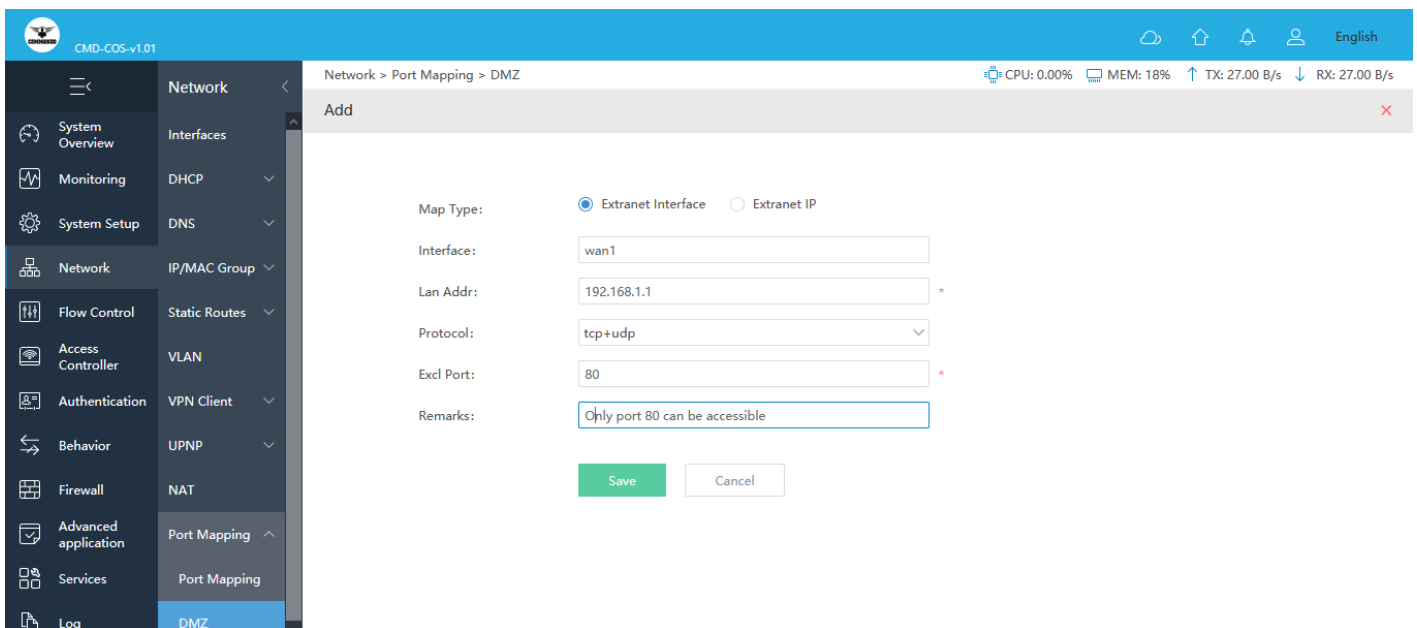 COMMANDO
CMD-COS-v1.01
English
Network
Network > Port Mapping > DMZ
CPU: 0.00%
MEM: 18%
TX: 27.00 B/s
RX: 27.00 B/s
Add
System
Overview
Monitoring
System Setup
Network
Flow Control
Access
Controller
Authentication
Behavior
Firewall
Advanced
application
Services
Log
Interfaces
DHCP
DNS
IP/MAC Group
Static Routes
VLAN
VPN Client
UPNP
NAT
Port Mapping
Port Mapping
DMZ
Map Type: Extranet Interface Extranet IP
Interface: wan1
Lan Addr: 192.168.1.1 *
Protocol: tcp+udp
Excl Port: 80 *
Remarks: Only port 80 can be accessible
Save Cancel